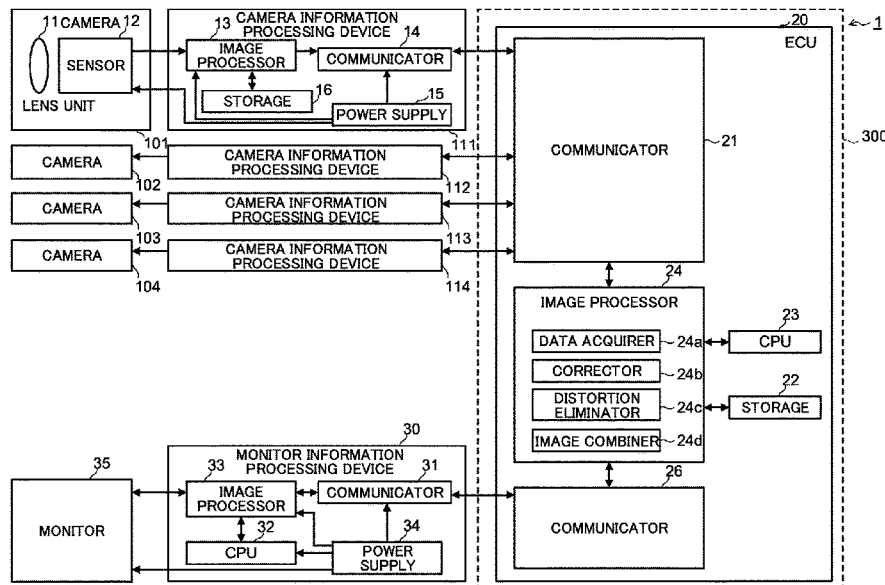 11 CAMERA 12
SENSOR
LENS UNIT
101
CAMERA INFORMATION
PROCESSING DEVICE
13
14
IMAGE
PROCESSOR
COMMUNICATOR
STORAGE
16
15
POWER SUPPLY
111
CAMERA
102
CAMERA INFORMATION
PROCESSING DEVICE
112
CAMERA
103
CAMERA INFORMATION
PROCESSING DEVICE
113
CAMERA
104
CAMERA INFORMATION
PROCESSING DEVICE
114
20
ECU
1
300
COMMUNICATOR
21
24
IMAGE PROCESSOR
DATA ACQUIRER 24a
CORRECTOR 24b
DISTORTION
ELIMINATOR
24c
IMAGE COMBINER 24d
23
CPU
22
STORAGE
26
COMMUNICATOR
30
MONITOR INFORMATION
PROCESSING DEVICE
33
31
IMAGE
PROCESSOR
COMMUNICATOR
32
34
CPU
POWER
SUPPLY
35
MONITOR